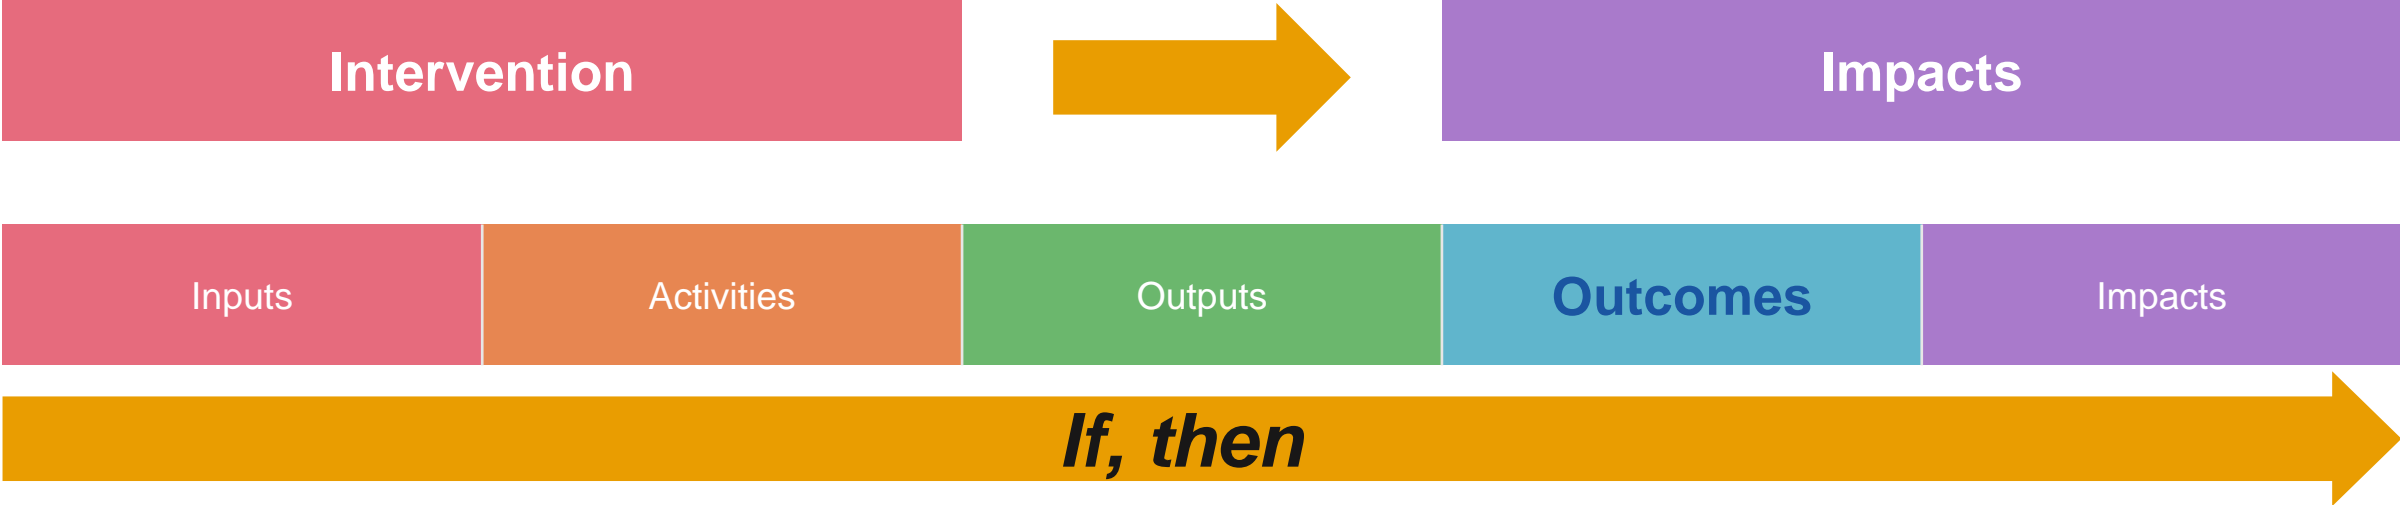 Intervention
Impacts
Inputs
Activities
Outputs
Outcomes
Impacts
If, then